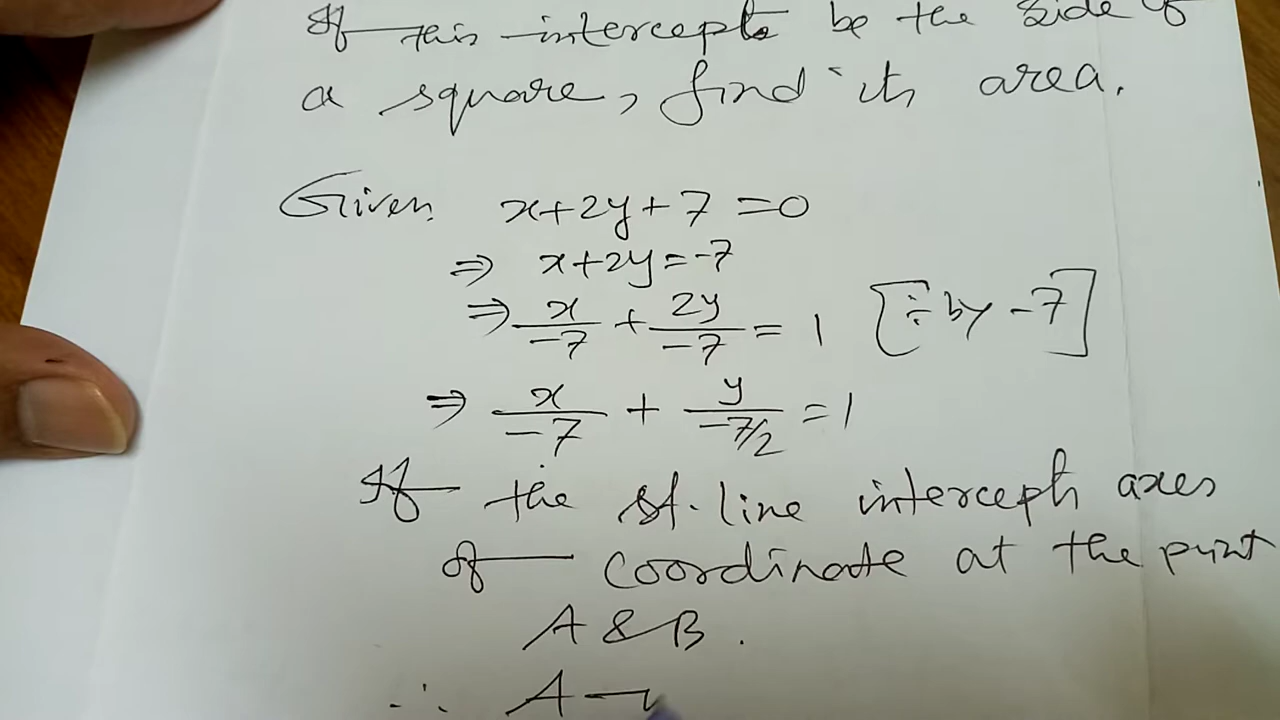 If this intercepts be the side of
a square, find its area.
Given x+2y+7=0
⇒ x+2y=-7
⇒ x/-7 + 2y/-7 = 1 [÷ by -7]
⇒ x/-7 + y/-7/2 = 1
If the st. line intercepts axes
of coordinate at the point
A & B.
∴ A